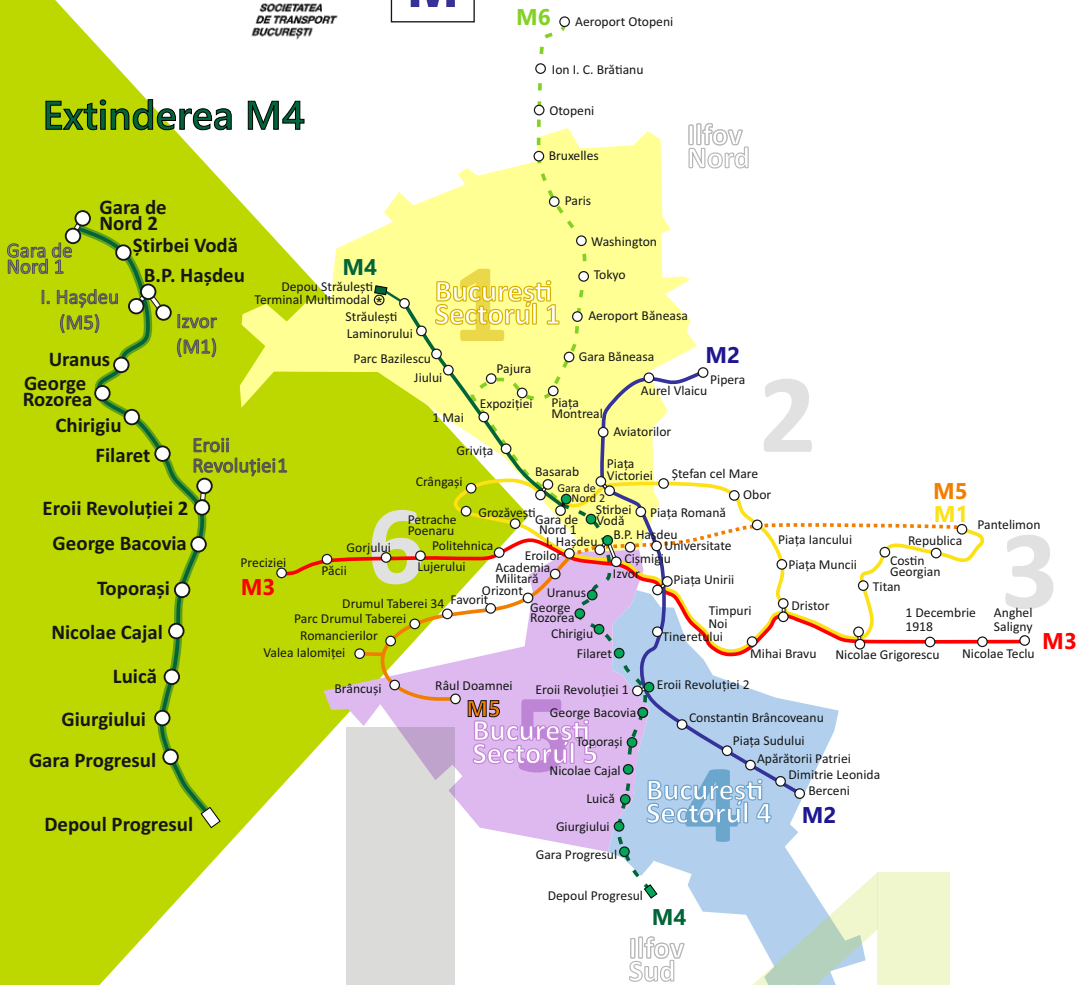 SOCIETATEA
DE TRANSPORT
BUCUREȘTI
M
Extinderea M4
Gara de
Nord 2
Gara de
Nord 1
Știrbei Vodă
B.P. Hașdeu
I. Hașdeu
(M5)
Izvor
(M1)
Uranus
George
Rozorea
Chirigiu
Filaret
Eroii
Revoluției1
Eroii Revoluției 2
George Bacovia
Toporași
Nicolae Cajal
Luică
Giurgiului
Gara Progresul
Depoul Progresul
M6
Aeroport Otopeni
Ion I. C. Brătianu
Otopeni
Bruxelles
Paris
Washington
Tokyo
Aeroport Băneasa
Gara Băneasa
Piața
Montreal
Expoziției
Pajura
Ilfov
Nord
1
București
Sectorul 1
M4
Depou Străulești
Terminal Multimodal
Străulești
Laminorului
Parc Bazilescu
Jiului
1 Mai
Grivița
Basarab
Gara de
Nord 2
Gara de
Nord 1
Crângași
Petrache
Poenaru
Grozăvești
Știrbei
Vodă
B.P. Hașdeu
I. Hașdeu
Cișmigiu
Izvor
M2
Pipera
Aurel Vlaicu
Aviatorilor
Piața
Victoriei
Ștefan cel Mare
Obor
Piața Romană
Universitate
Piața Unirii
Tineretului
2
M5
M1
Pantelimon
Republica
Costin
Georgian
Titan
Piața Iancului
Piața Muncii
Dristor
3
Timpuri
Noi
Mihai Bravu
Nicolae Grigorescu
1 Decembrie
1918
Nicolae Teclu
Anghel
Saligny
M3
6
M3
Preciziei
Păcii
Gorjului
Lujerului
Politehnica
Eroilor
Academia
Militară
Orizont
Favorit
Drumul Taberei 34
Parc Drumul Taberei
Romancierilor
Valea Ialomiței
Brâncuși
Râul Doamnei
M5
Uranus
George
Rozorea
Chirigiu
Filaret
Eroii Revoluției 1
Eroii Revoluției 2
George Bacovia
Toporași
Nicolae Cajal
Luică
Giurgiului
Gara Progresul
Depoul Progresul
M4
5
București
Sectorul 5
Constantin Brâncoveanu
Piața Sudului
Apărătorii Patriei
Dimitrie Leonida
Berceni
M2
4
București
Sectorul 4
Ilfov
Sud